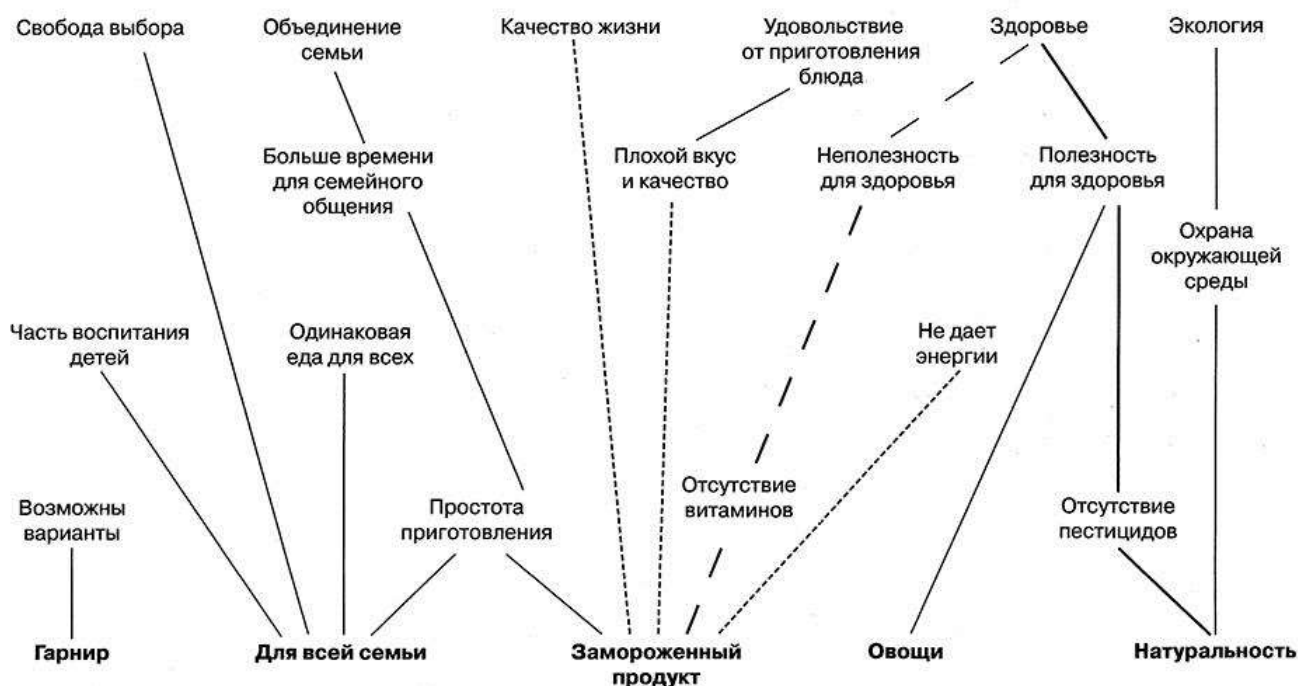 Свобода выбора
Объединение
семьи
Качество жизни
Удовольствие
от приготовления
блюда
Здоровье
Экология
Больше времени
для семейного
общения
Плохой вкус
и качество
Неполезность
для здоровья
Полезность
для здоровья
Охрана
окружающей
среды
Часть воспитания
детей
Одинаковая
еда для всех
Не дает
энергии
Возможны
варианты
Простота
приготовления
Отсутствие
витаминов
Отсутствие
пестицидов
Гарнир
Для всей семьи
Замороженный
продукт
Овощи
Натуральность